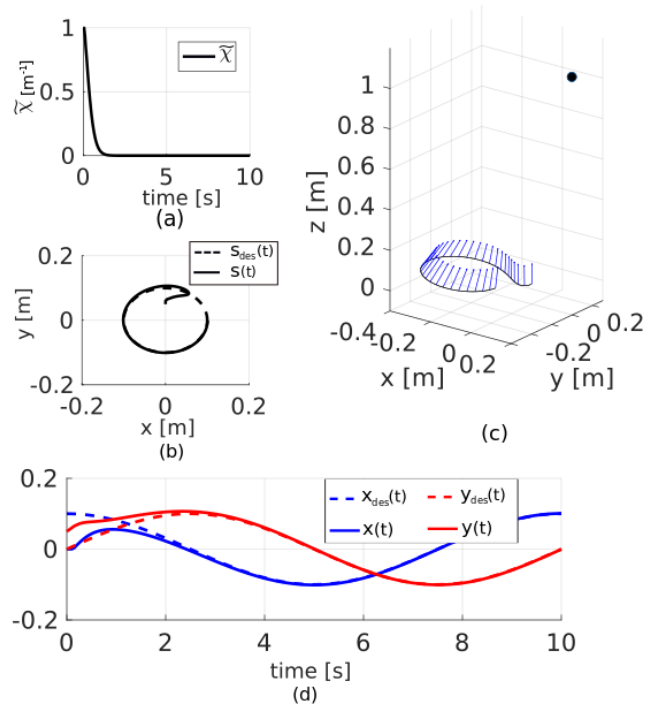 1
0.5
0
χ̃ [m⁻¹]
χ̃
0
5
10
time [s]
(a)
0.2
0
-0.2
y [m]
s_des(t)
s(t)
-0.2
0
0.2
x [m]
(b)
1
0.8
0.6
0.4
0.2
0
z [m]
-0.4
-0.2
0
0.2
x [m]
-0.2
0
0.2
y [m]
(c)
0.2
0
-0.2
x_des(t)
y_des(t)
x(t)
y(t)
0
2
4
6
8
10
time [s]
(d)